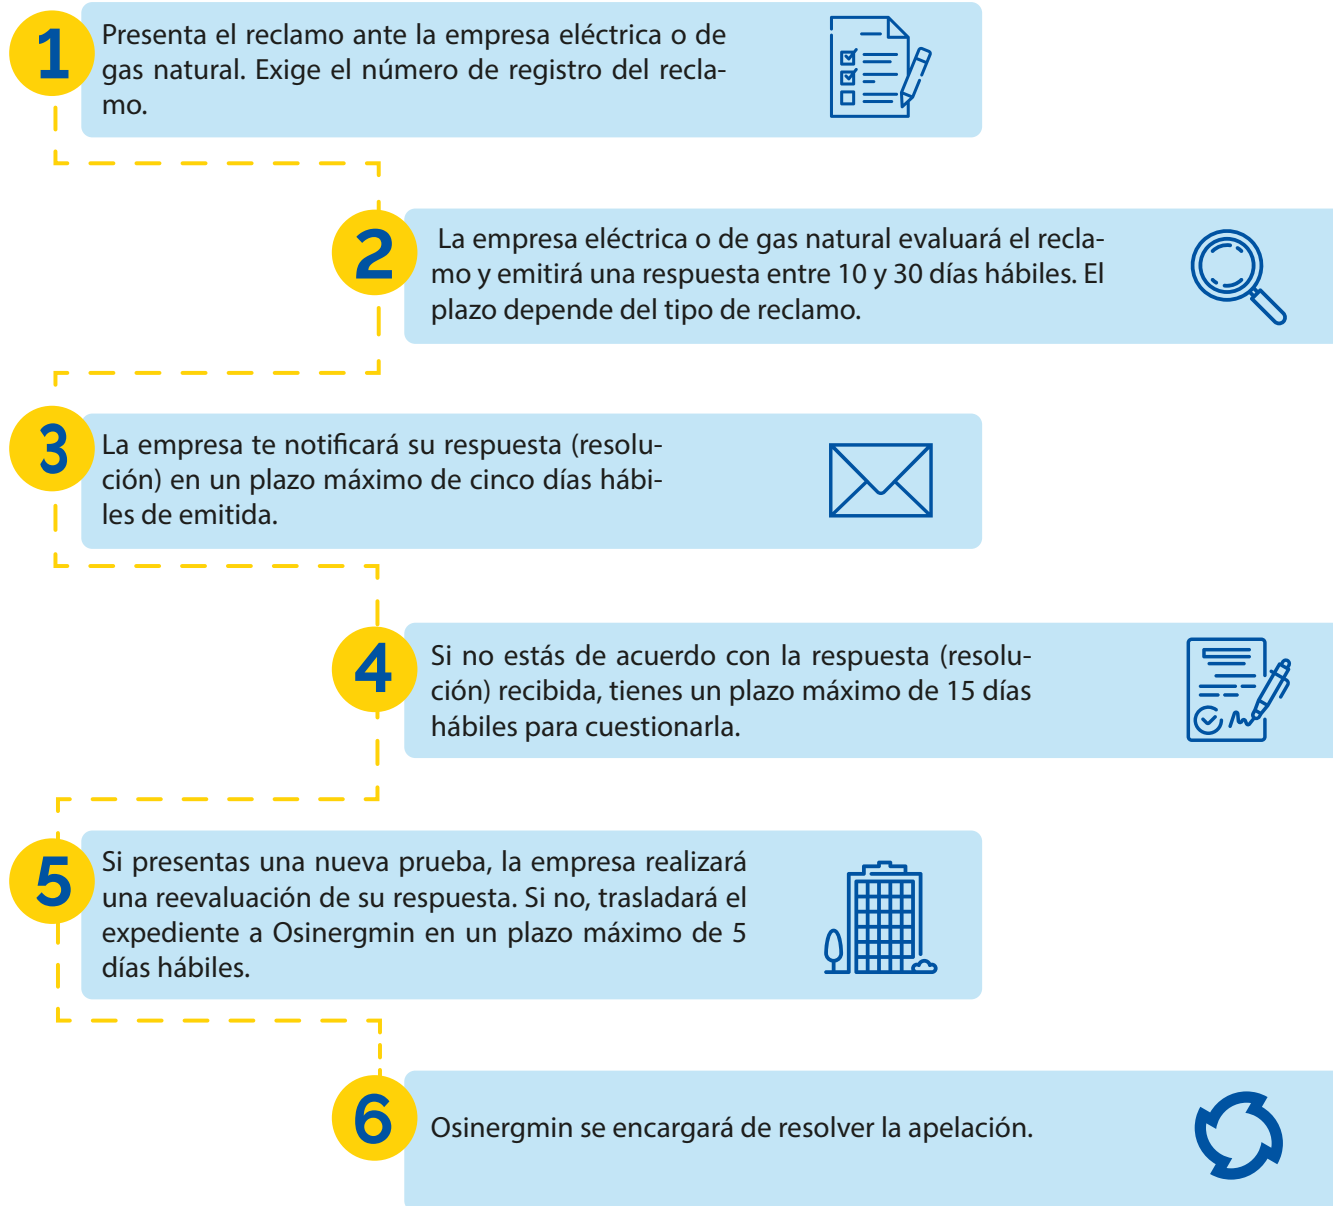 1
Presenta el reclamo ante la empresa eléctrica o de
gas natural. Exige el número de registro del recla-
mo.
2
La empresa eléctrica o de gas natural evaluará el recla-
mo y emitirá una respuesta entre 10 y 30 días hábiles. El
plazo depende del tipo de reclamo.
3
La empresa te notificará su respuesta (resolu-
ción) en un plazo máximo de cinco días hábi-
les de emitida.
4
Si no estás de acuerdo con la respuesta (resolu-
ción) recibida, tienes un plazo máximo de 15 días
hábiles para cuestionarla.
5
Si presentas una nueva prueba, la empresa realizará
una reevaluación de su respuesta. Si no, trasladará el
expediente a Osinergmin en un plazo máximo de 5
días hábiles.
6
Osinergmin se encargará de resolver la apelación.